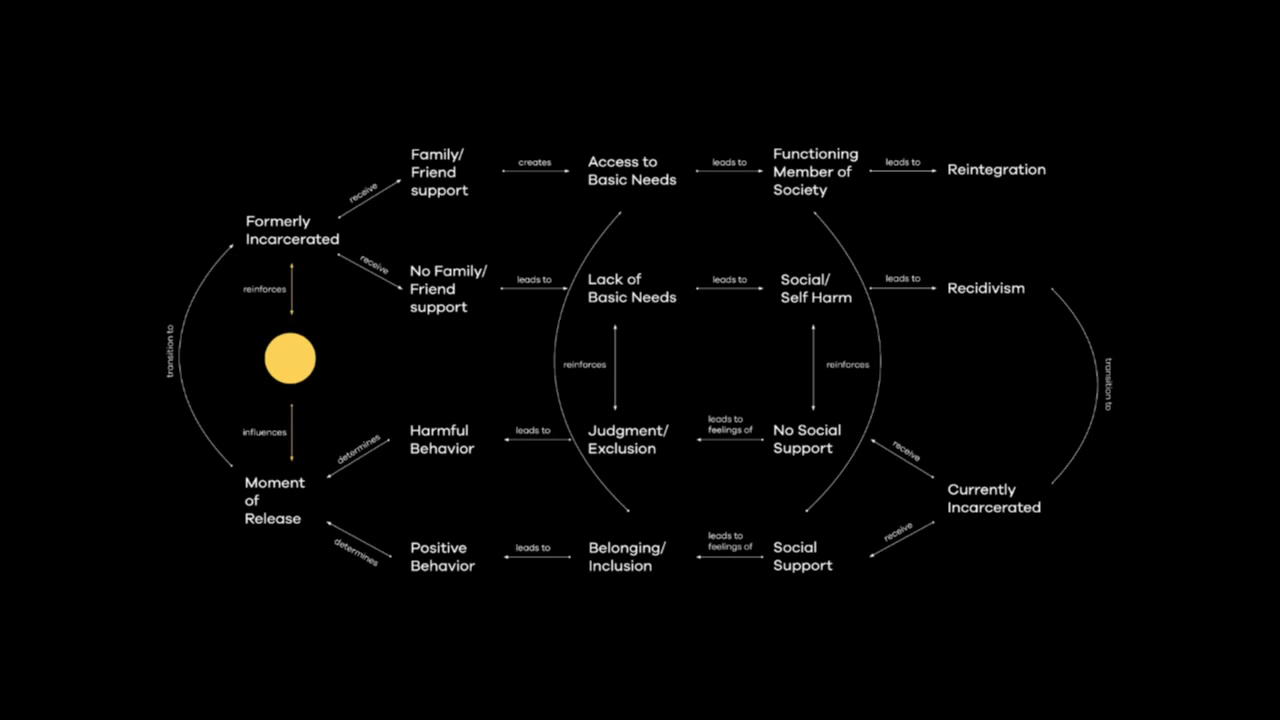 Family/
Friend
support
creates
Access to
Basic Needs
leads to
Functioning
Member of
Society
leads to
Reintegration
receive
Formerly
Incarcerated
receive
No Family/
Friend
support
leads to
Lack of
Basic Needs
leads to
Social/
Self Harm
leads to
Recidivism
reinforces
transition to
reinforces
reinforces
transition to
influences
determines
Harmful
Behavior
leads to
Judgment/
Exclusion
leads to
feelings of
No Social
Support
receive
Moment
of
Release
Currently
Incarcerated
determines
Positive
Behavior
leads to
Belonging/
Inclusion
leads to
feelings of
Social
Support
receive